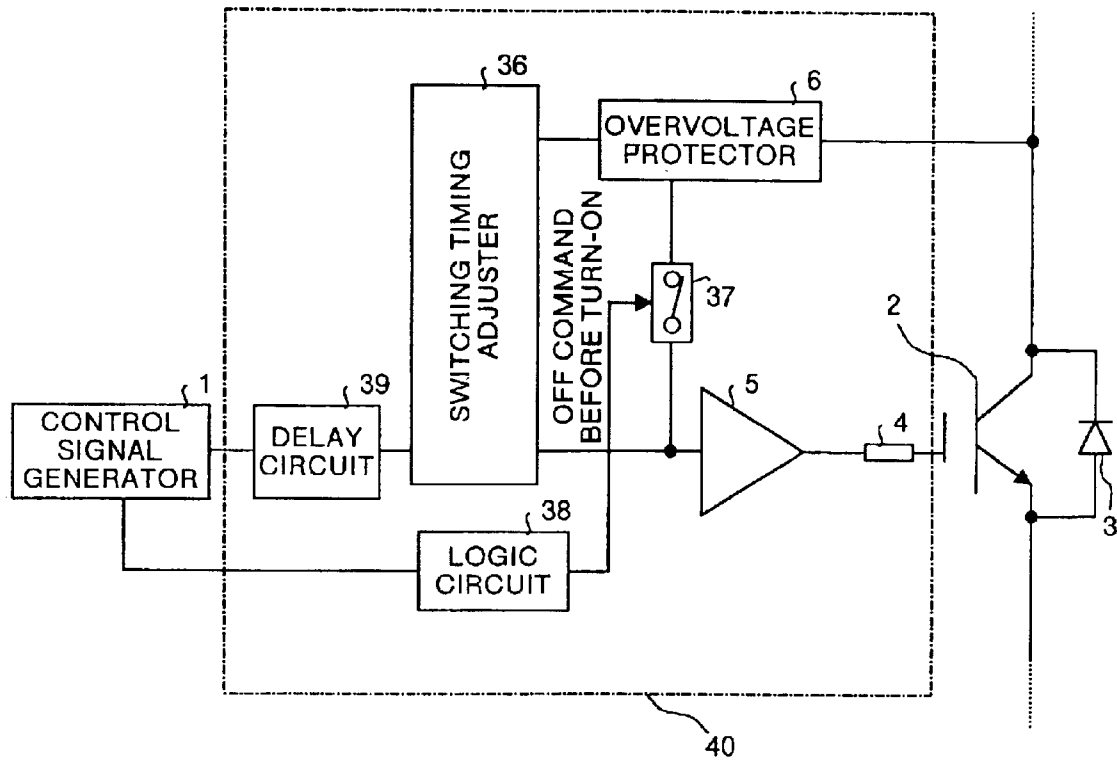 36
6
OVERVOLTAGE
PROTECTOR
SWITCHING TIMING
ADJUSTER
OFF COMMAND
BEFORE TURN-ON
37
2
1
CONTROL
SIGNAL
GENERATOR
39
DELAY
CIRCUIT
5
4
3
38
LOGIC
CIRCUIT
40